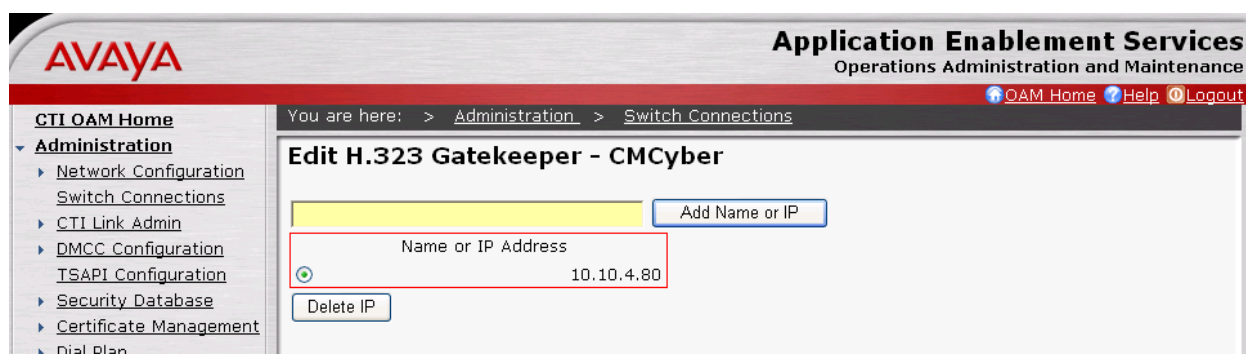 AVAYA
Application Enablement Services
Operations Administration and Maintenance
OAM Home Help Logout
CTI OAM Home
You are here: > Administration > Switch Connections
Administration
Network Configuration
Switch Connections
CTI Link Admin
DMCC Configuration
TSAPI Configuration
Security Database
Certificate Management
Dial Plan
Edit H.323 Gatekeeper - CMCyber
Add Name or IP
Name or IP Address
10.10.4.80
Delete IP